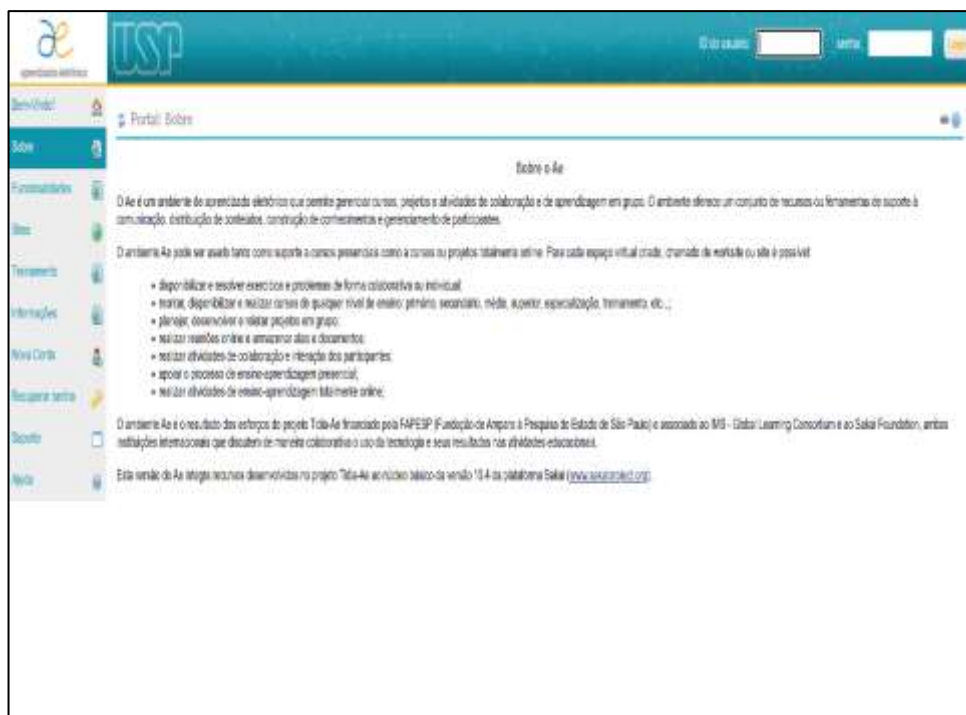 ae
aprendizado eletrônico
USP
ID do usuário:
senha:
Login
Bem-Vindo!
Sobre
Funcionalidades
Sites
Treinamento
Informações
Nova Conta
Recuperar senha
Suporte
Ajuda
Portal: Sobre
Sobre o Ae
O Ae é um ambiente de aprendizado eletrônico que permite gerenciar cursos, projetos e atividades de colaboração e de aprendizagem em grupo. O ambiente oferece um conjunto de recursos ou ferramentas de suporte à
comunicação, distribuição de conteúdos, construção de conhecimentos e gerenciamento de participantes.
O ambiente Ae pode ser usado tanto como suporte a cursos presenciais como a cursos ou projetos totalmente online. Para cada espaço virtual criado, chamado de worksite ou site é possível:
• disponibilizar e resolver exercícios e problemas de forma colaborativa ou individual;
• montar, disponibilizar e realizar cursos de qualquer nível de ensino: primário, secundário, médio, superior, especialização, treinamento, etc...;
• planejar, desenvolver e relatar projetos em grupo;
• realizar reuniões online e armazenar atas e documentos;
• realizar atividades de colaboração e interação dos participantes;
• apoiar o processo de ensino-aprendizagem presencial;
• realizar atividades de ensino-aprendizagem totalmente online;
O ambiente Ae é o resultado dos esforços do projeto Tidia-Ae financiado pela FAPESP (Fundação de Amparo à Pesquisa do Estado de São Paulo) e associado ao IMS - Global Learning Consortium e ao Sakai Foundation, ambas
instituições internacionais que discutem de maneira colaborativa o uso da tecnologia e seus resultados nas atividades educacionais.
Esta versão do Ae integra recursos desenvolvidos no projeto Tidia-Ae ao núcleo básico da versão 10.4 da plataforma Sakai (www.sakaiproject.org).